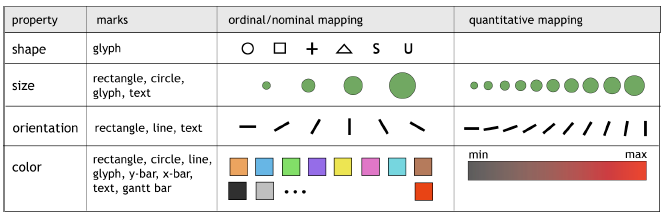 property marks ordinal/nominal mapping quantitative mapping
shape glyph S U
size rectangle, circle,
glyph, text
orientation rectangle, line, text
color rectangle, circle, line,
glyph, y-bar, x-bar,
text, gantt bar
min max